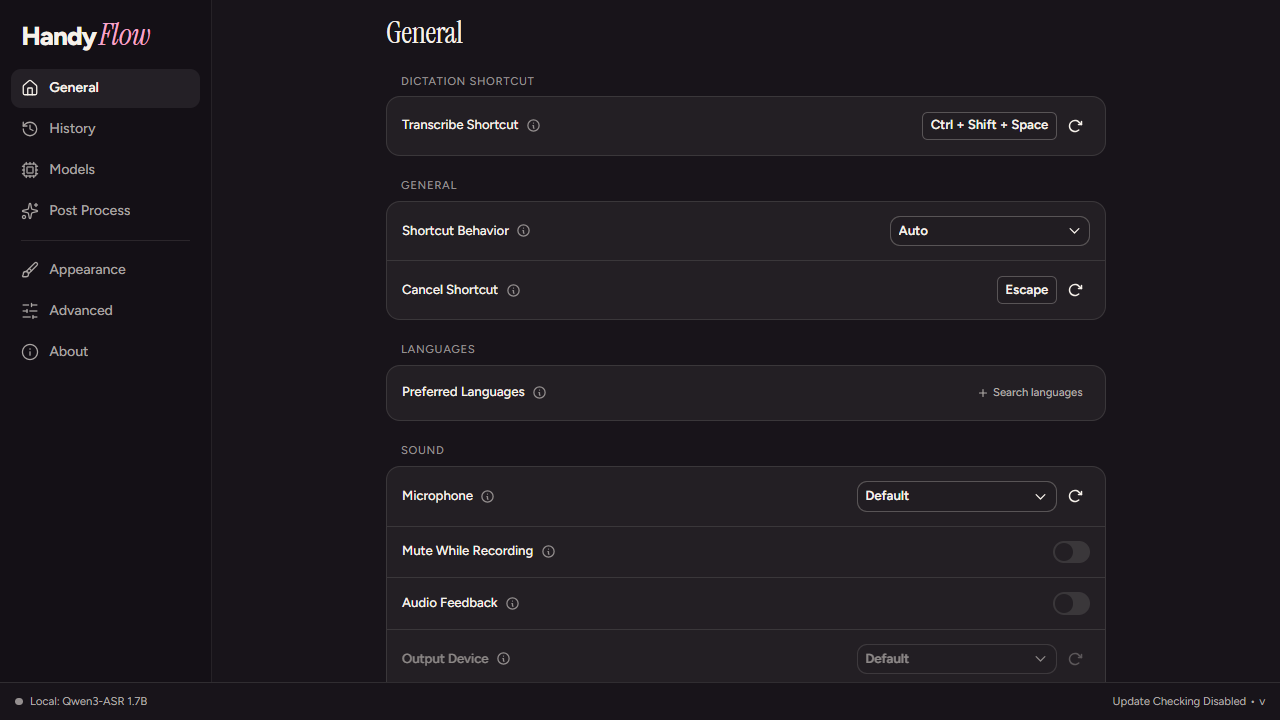 Handy Flow
General
History
Models
Post Process
Appearance
Advanced
About
General
DICTATION SHORTCUT
Transcribe Shortcut
Ctrl + Shift + Space
GENERAL
Shortcut Behavior
Auto
Cancel Shortcut
Escape
LANGUAGES
Preferred Languages
+ Search languages
SOUND
Microphone
Default
Mute While Recording
Audio Feedback
Output Device
Default
Local: Qwen3-ASR 1.7B
Update Checking Disabled • v